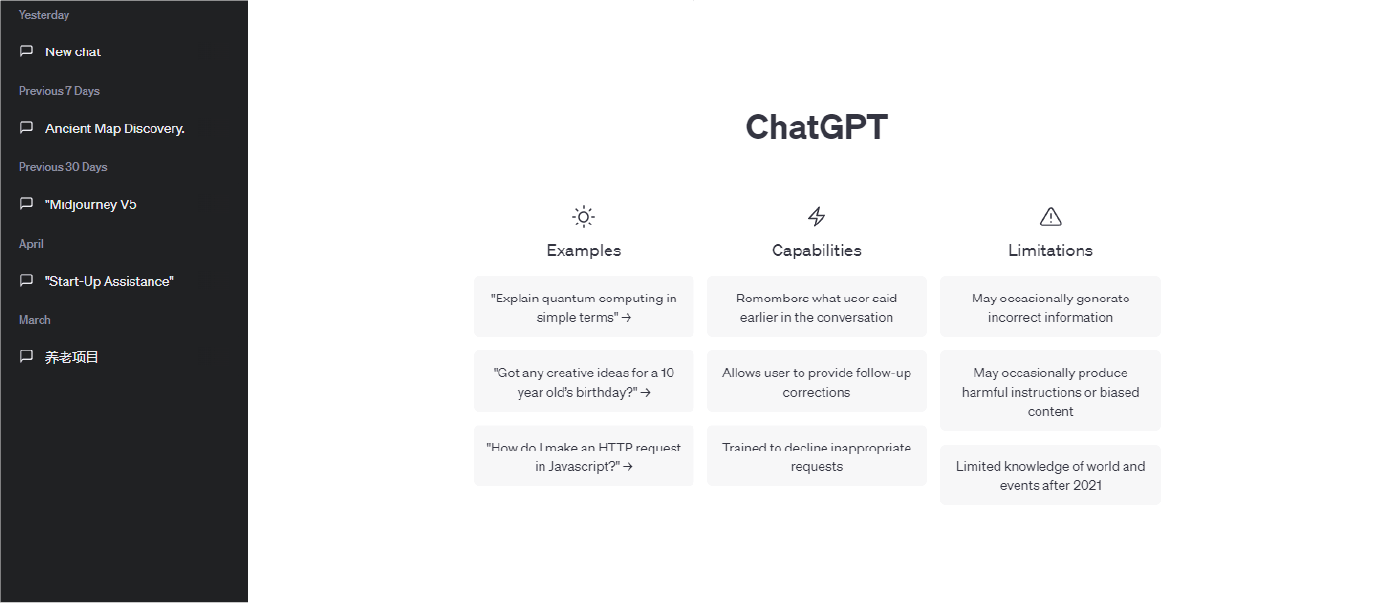 Yesterday
New chat
Previous 7 Days
Ancient Map Discovery.
Previous 30 Days
"Midjourney V5
April
"Start-Up Assistance"
March
养老项目
ChatGPT
Examples
"Explain quantum computing in
simple terms" →
"Got any creative ideas for a 10
year old's birthday?" →
"How do I make an HTTP request
in Javascript?" →
Capabilities
Remembers what user said
earlier in the conversation
Allows user to provide follow-up
corrections
Trained to decline inappropriate
requests
Limitations
May occasionally generate
incorrect information
May occasionally produce
harmful instructions or biased
content
Limited knowledge of world and
events after 2021